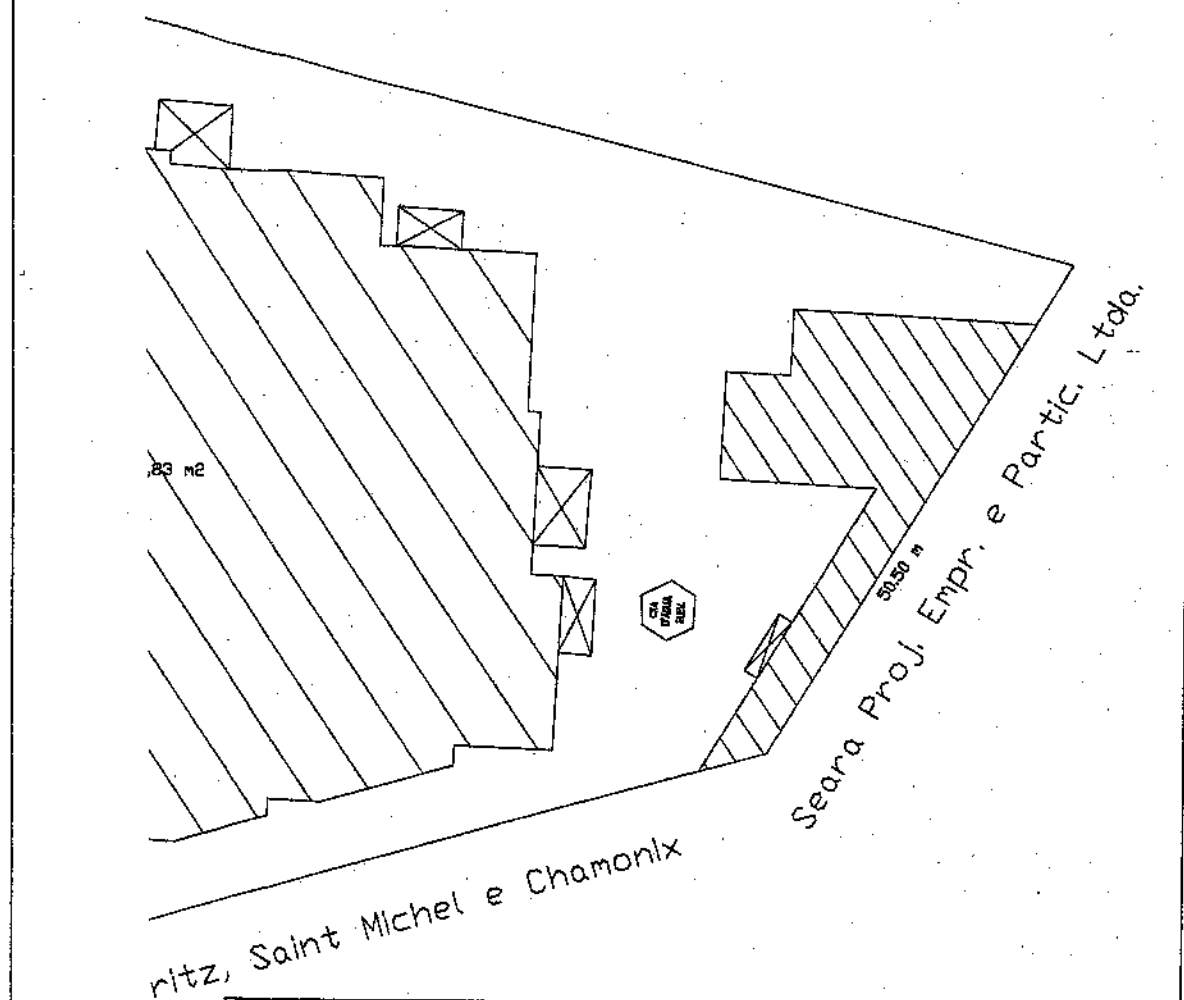 ,83 m2
50.50 m
Seara Proj. Empr. e Partic. Ltda.
ritz, Saint Michel e Chamonix